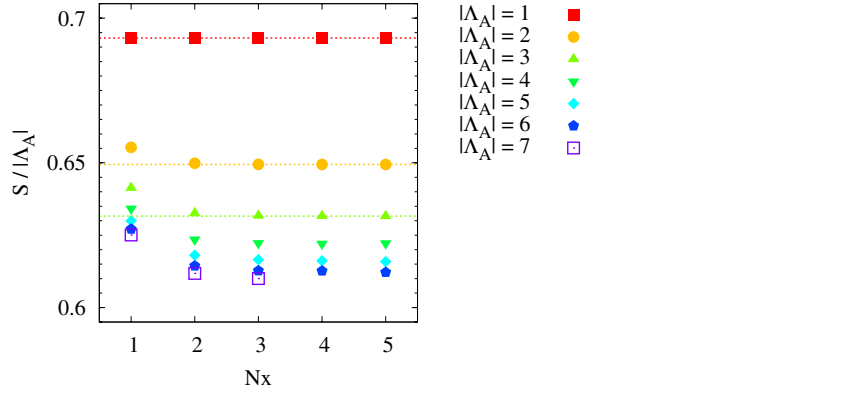 0.7
0.65
0.6
S / |Λ_A|
1 2 3 4 5
Nx
|Λ_A| = 1
|Λ_A| = 2
|Λ_A| = 3
|Λ_A| = 4
|Λ_A| = 5
|Λ_A| = 6
|Λ_A| = 7